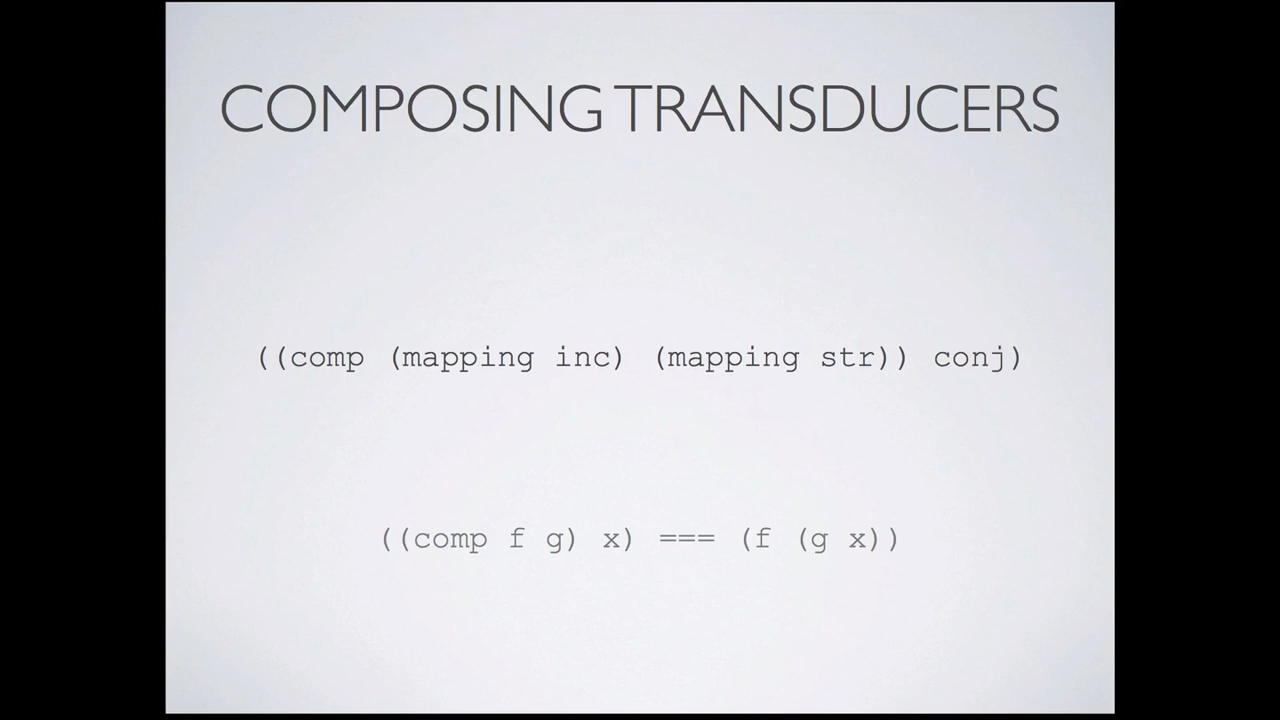 COMPOSING TRANSDUCERS
((comp (mapping inc) (mapping str)) conj)
((comp f g) x) === (f (g x))